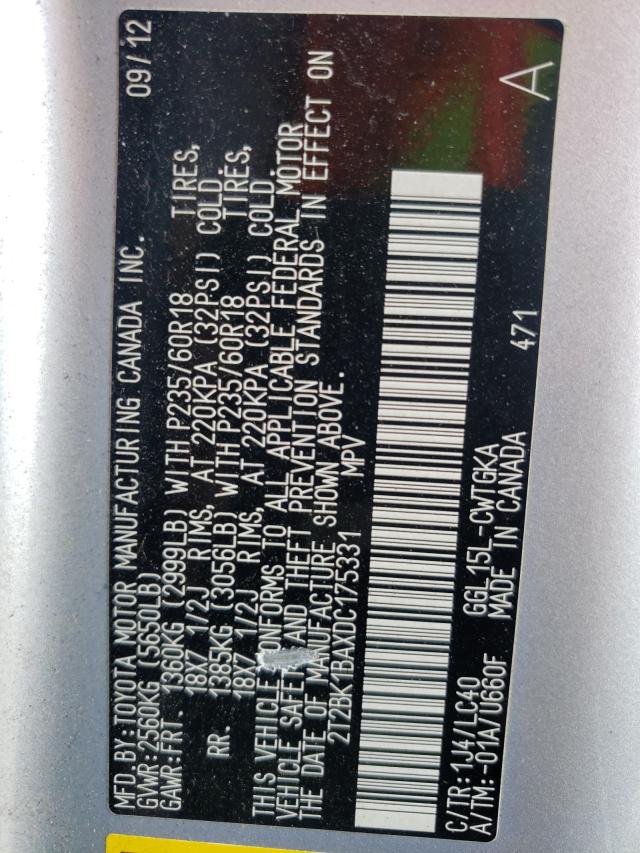 MFD.BY:TOYOTA MOTOR MANUFACTURING CANADA INC. 09/12
GVWR:2560KG (5650LB)
GAWR:FRT. 1360KG (2999LB) WITH P235/60R18 TIRES,
18X7 1/2J RIMS, AT 220KPA (32PSI) COLD.
RR. 1385KG (3056LB) WITH P235/60R18 TIRES,
18X7 1/2J RIMS, AT 220KPA (32PSI) COLD.
THIS VEHICLE CONFORMS TO ALL APPLICABLE FEDERAL MOTOR
VEHICLE SAFETY AND THEFT PREVENTION STANDARDS IN EFFECT ON
THE DATE OF MANUFACTURE SHOWN ABOVE.
2T2BK1BAXDC175331 MPV
C/TR:1J4/LC40 GGL15L-CWTGKA 471 A
A/TM:-01A/U660F MADE IN CANADA